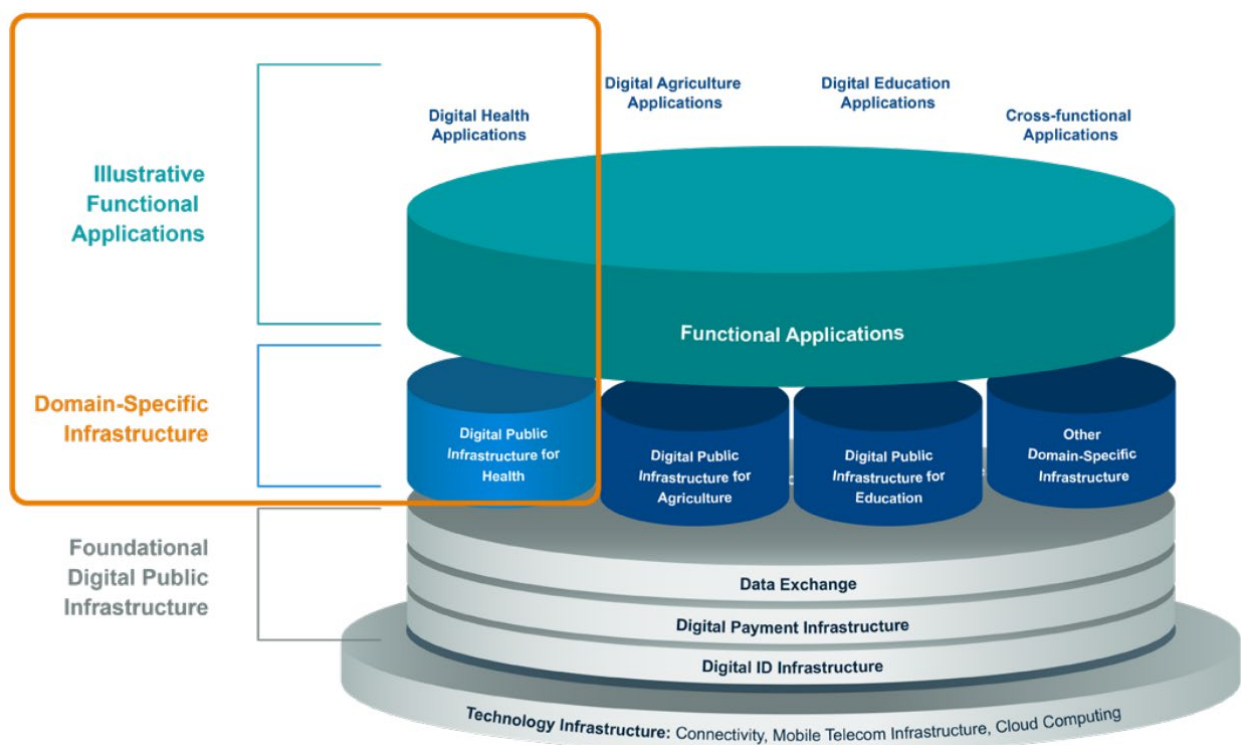 Digital Health
Applications
Digital Agriculture
Applications
Digital Education
Applications
Cross-functional
Applications
Illustrative
Functional
Applications
Functional Applications
Domain-Specific
Infrastructure
Digital Public
Infrastructure for
Health
Digital Public
Infrastructure for
Agriculture
Digital Public
Infrastructure for
Education
Other
Domain-Specific
Infrastructure
Foundational
Digital Public
Infrastructure
Data Exchange
Digital Payment Infrastructure
Digital ID Infrastructure
Technology Infrastructure: Connectivity, Mobile Telecom Infrastructure, Cloud Computing